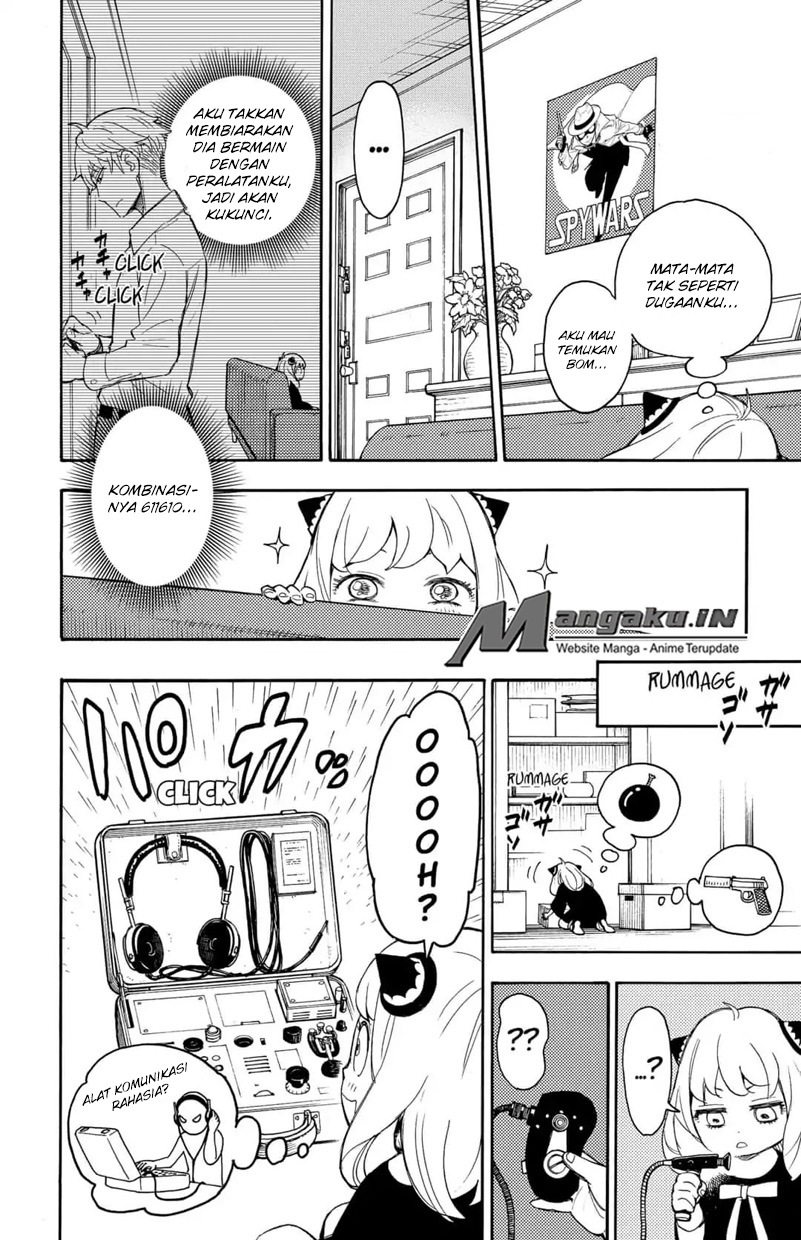 SPYWARS
MATA-MATA
TAK SEPERTI
DUGAANKU...
AKU MAU
TEMUKAN
BOM...
...
AKU TAKKAN
MEMBIARAKAN
DIA BERMAIN
DENGAN
PERALATANKU,
JADI AKAN
KUKUNCI.
カチャ
カチャ
CLICK
CLICK
KOMBINASI-
NYA 611610...
Mangaku.iN
Website Manga - Anime Terupdate
RUMMAGE
ガサ
ゴソ
RUMMAGE
ガサ
ゴソ
OOOOOH?
パカ
CLICK
ALAT KOMUNIKASI
RAHASIA?
...?
??